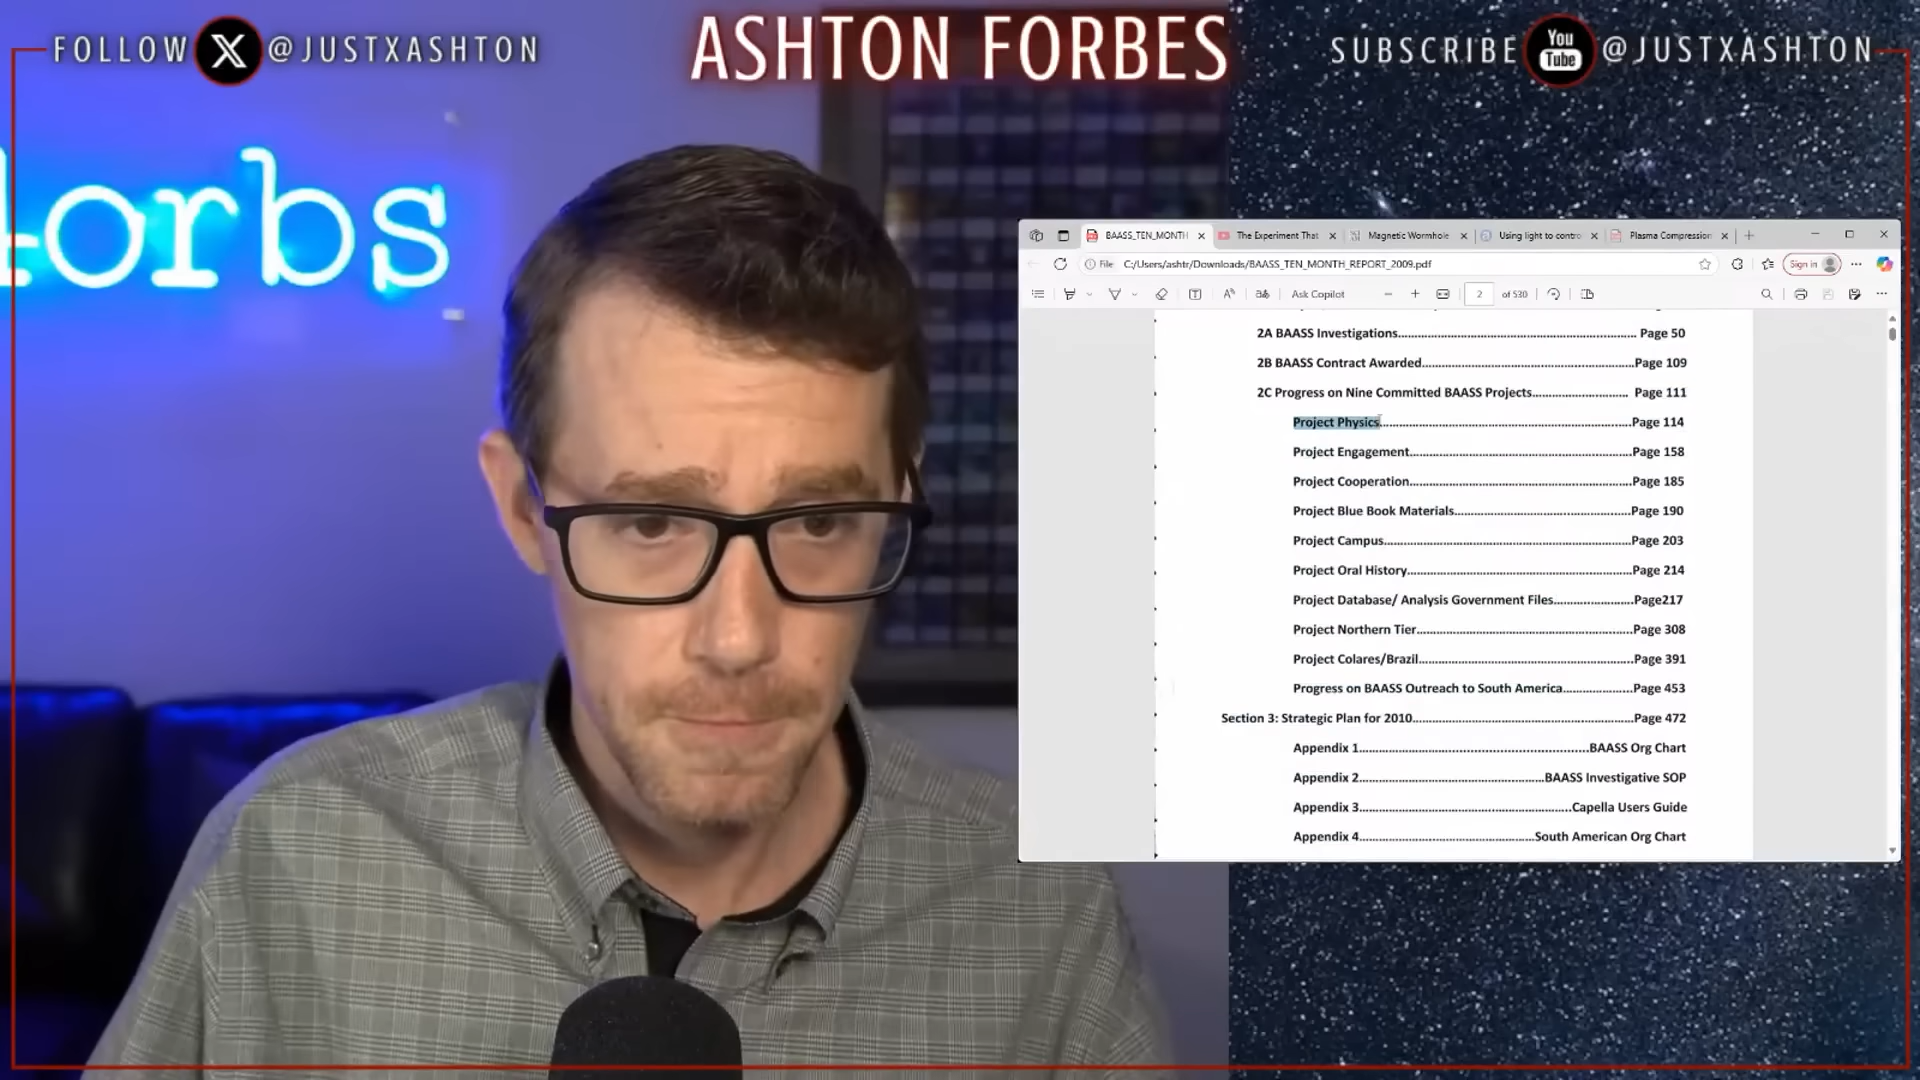 FOLLOW X @JUSTXASHTON
ASHTON FORBES
SUBSCRIBE You Tube @JUSTXASHTON
forbs
BAASS_TEN_MONTH
The Experiment That
Magnetic Wormhole
Using light to contro
Plasma Compression
File C:/Users/ashtr/Downloads/BAASS_TEN_MONTH_REPORT_2009.pdf
Sign in
Ask Copilot
2 of 530
2A BAASS Investigations.......... Page 50
2B BAASS Contract Awarded..........Page 109
2C Progress on Nine Committed BAASS Projects.......... Page 111
Project Physics..........Page 114
Project Engagement..........Page 158
Project Cooperation..........Page 185
Project Blue Book Materials..........Page 190
Project Campus..........Page 203
Project Oral History..........Page 214
Project Database/ Analysis Government Files..........Page217
Project Northern Tier..........Page 308
Project Colares/Brazil..........Page 391
Progress on BAASS Outreach to South America..........Page 453
Section 3: Strategic Plan for 2010..........Page 472
Appendix 1..........BAASS Org Chart
Appendix 2..........BAASS Investigative SOP
Appendix 3..........Capella Users Guide
Appendix 4..........South American Org Chart